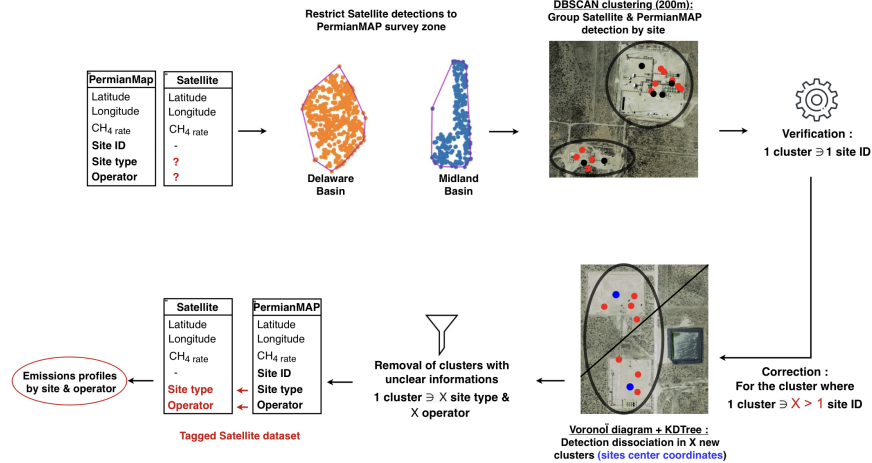 Restrict Satellite detections to
PermianMAP survey zone
DBSCAN clustering (200m):
Group Satellite & PermianMAP
detection by site
PermianMap
Latitude
Longitude
CH4 rate
Site ID
Site type
Operator
Satellite
Latitude
Longitude
CH4 rate
-
?
?
Delaware
Basin
Midland
Basin
Verification :
1 cluster ∋ 1 site ID
Correction :
For the cluster where
1 cluster ∋ X > 1 site ID
Voronoï diagram + KDTree :
Detection dissociation in X new
clusters (sites center coordinates)
Removal of clusters with
unclear informations
1 cluster ∋ X site type &
X operator
Satellite
Latitude
Longitude
CH4 rate
-
Site type
Operator
PermianMAP
Latitude
Longitude
CH4 rate
Site ID
Site type
Operator
Tagged Satellite dataset
Emissions profiles
by site & operator